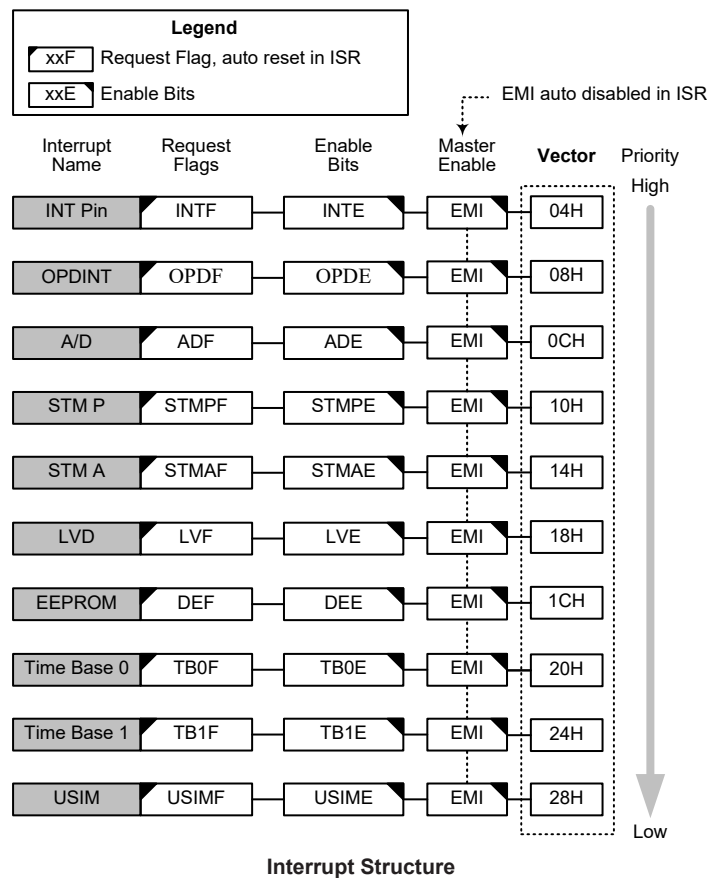 Legend
xxF Request Flag, auto reset in ISR
xxE Enable Bits
EMI auto disabled in ISR
Interrupt Name
Request Flags
Enable Bits
Master Enable
Vector
Priority
High
INT Pin INTF INTE EMI 04H
OPDINT OPDF OPDE EMI 08H
A/D ADF ADE EMI 0CH
STM P STMPF STMPE EMI 10H
STM A STMAF STMAE EMI 14H
LVD LVF LVE EMI 18H
EEPROM DEF DEE EMI 1CH
Time Base 0 TB0F TB0E EMI 20H
Time Base 1 TB1F TB1E EMI 24H
USIM USIMF USIME EMI 28H
Low
Interrupt Structure